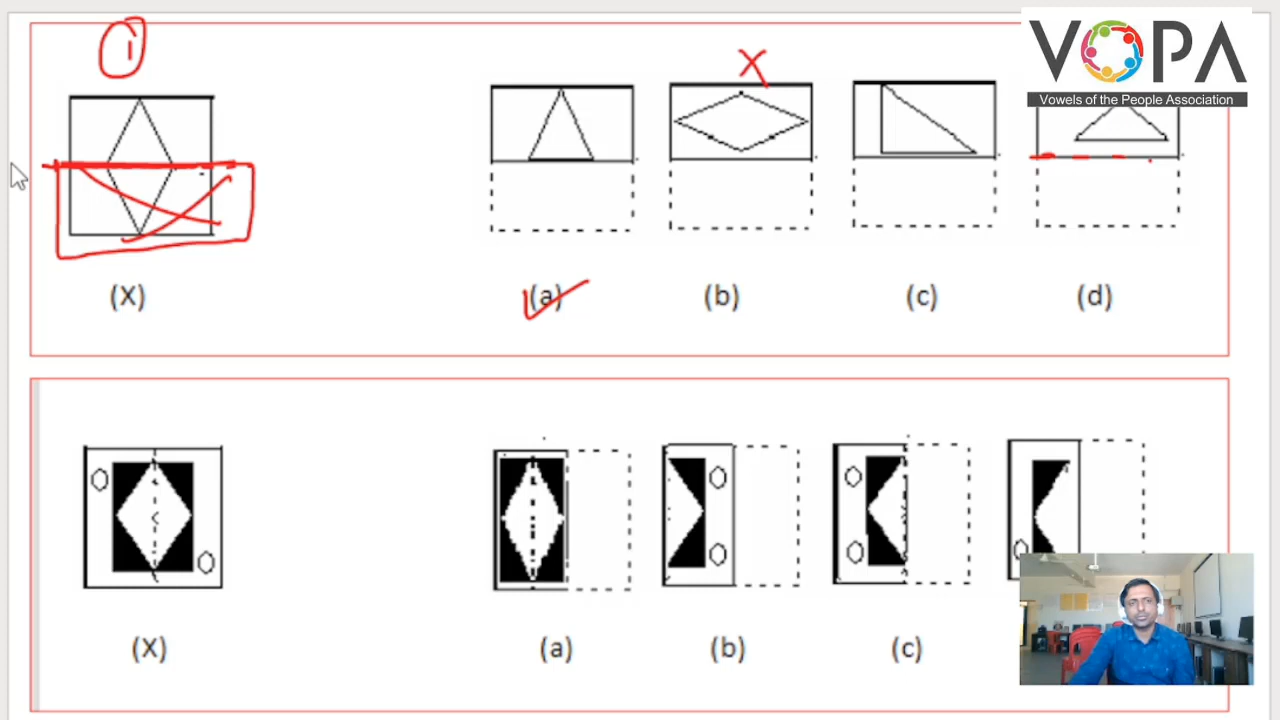 1
X
VOPA
Vowels of the People Association
(X)
(a)
(b)
(c)
(d)
(X)
(a)
(b)
(c)